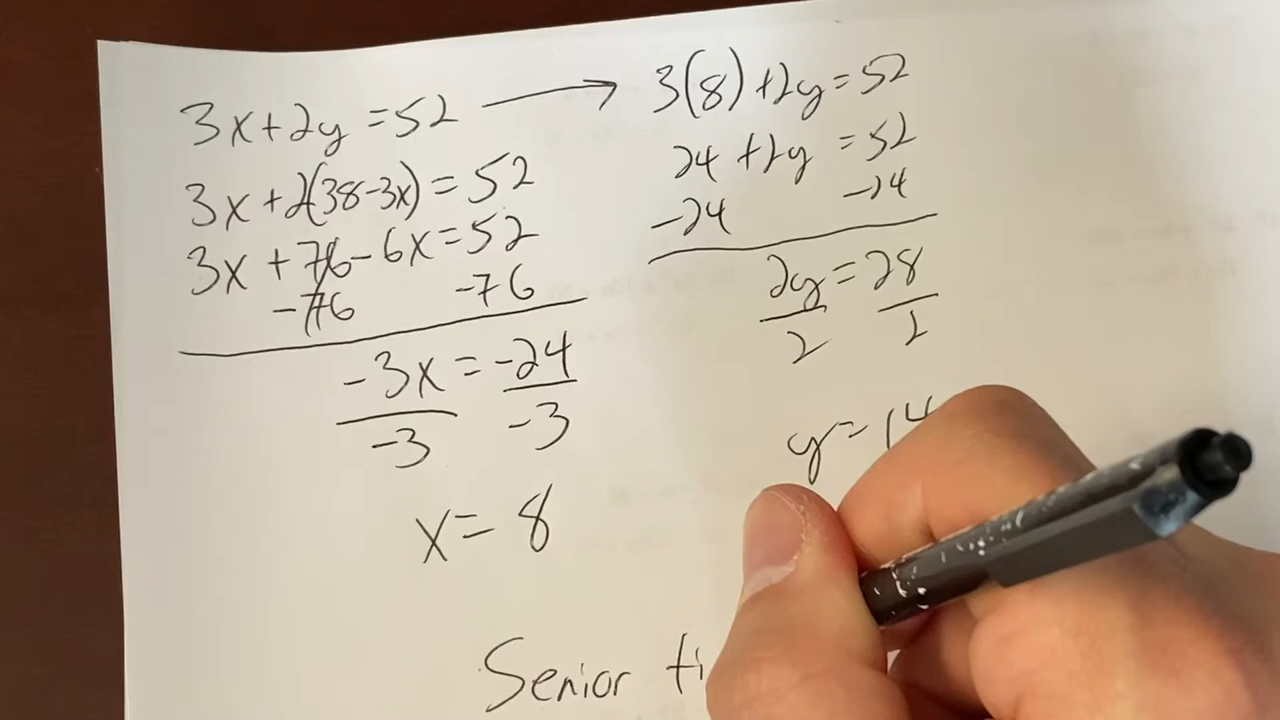 3x+2y=52
3x+2(38-3x)=52
3x+76-6x=52
-76 -76
-3x=-24
-3 -3
x=8
3(8)+2y=52
24+2y=52
-24 -24
2y=28
2 2
y=14
Senior